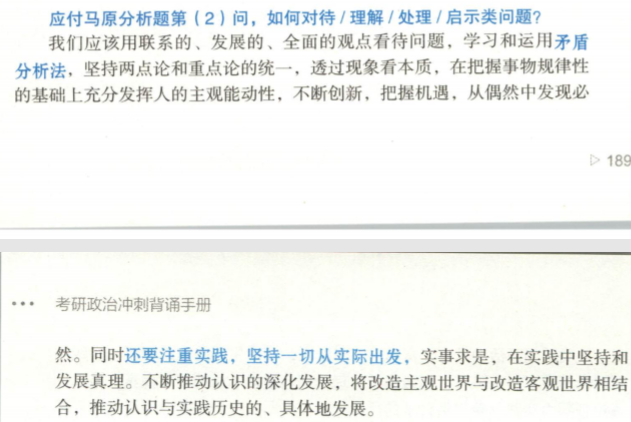 应付马原分析题第（2）问，如何对待/理解/处理/启示类问题？
我们应该用联系的、发展的、全面的观点看待问题，学习和运用矛盾
分析法，坚持两点论和重点论的统一，透过现象看本质，在把握事物规律性
的基础上充分发挥人的主观能动性，不断创新，把握机遇，从偶然中发现必
▷ 189
••• 考研政治冲刺背诵手册
然。同时还要注重实践，坚持一切从实际出发，实事求是，在实践中坚持和
发展真理。不断推动认识的深化发展，将改造主观世界与改造客观世界相结
合，推动认识与实践历史的、具体地发展。